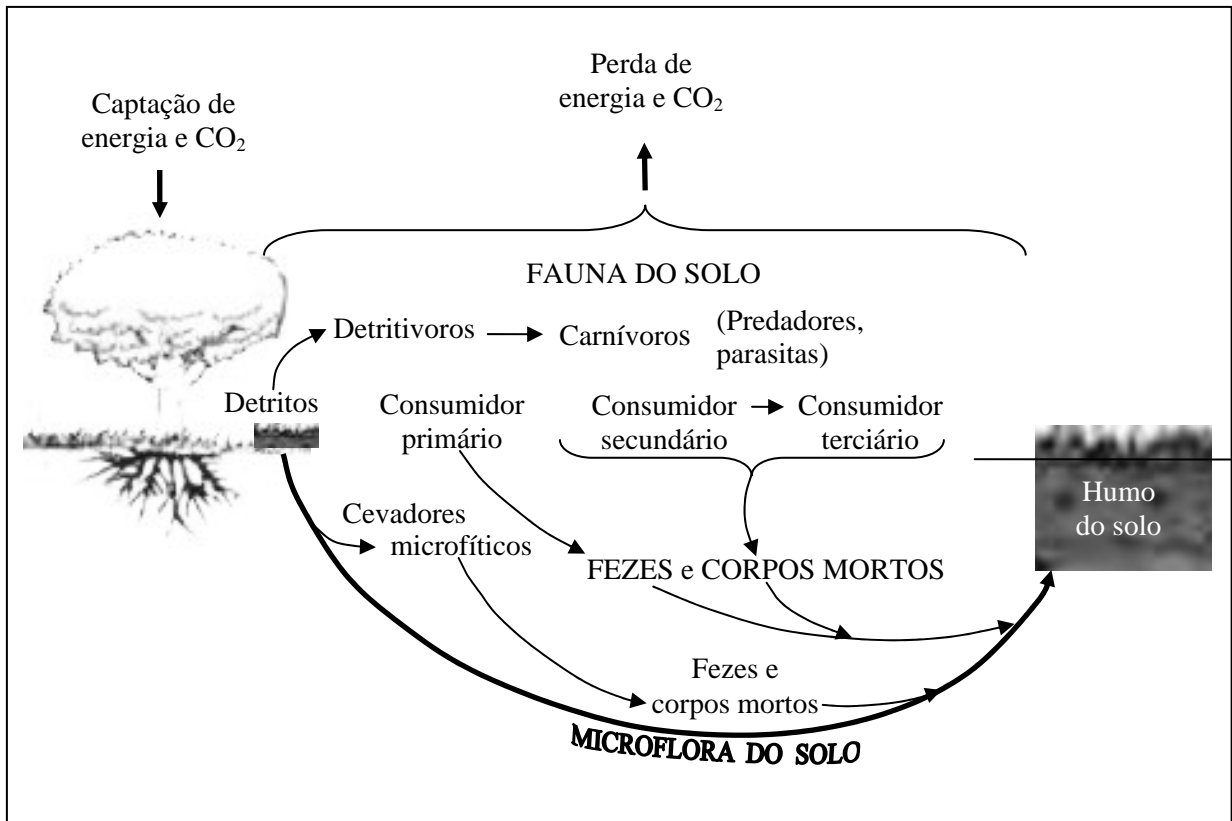 Captação de
energia e CO₂
Perda de
energia e CO₂
FAUNA DO SOLO
Detritivoros
Carnívoros
(Predadores,
parasitas)
Detritos
Consumidor
primário
Consumidor
secundário
Consumidor
terciário
Humo
do solo
Cevadores
microfíticos
FEZES e CORPOS MORTOS
Fezes e
corpos mortos
MICROFLORA DO SOLO